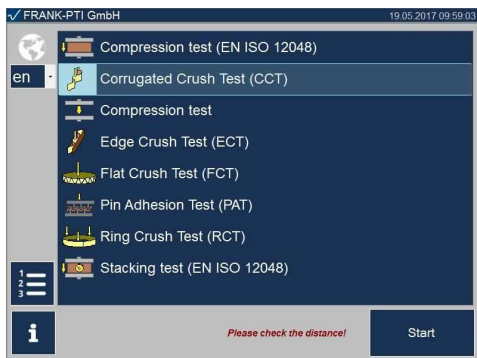 FRANK-PTI GmbH 19.05.2017 09:59:03
Compression test (EN ISO 12048)
en
Corrugated Crush Test (CCT)
Compression test
Edge Crush Test (ECT)
Flat Crush Test (FCT)
Pin Adhesion Test (PAT)
Ring Crush Test (RCT)
Stacking test (EN ISO 12048)
1
2
3
i
Please check the distance!
Start